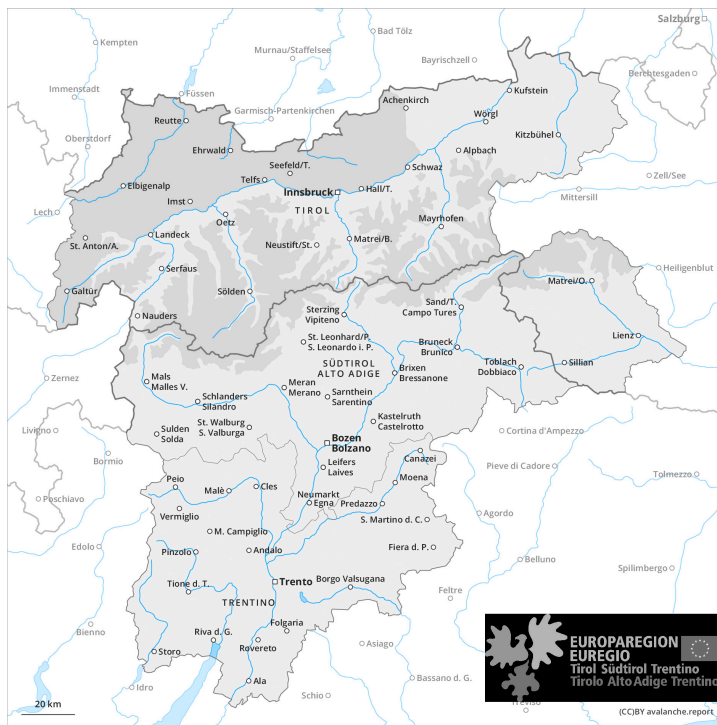 Salzburg
Kempten
Bad Tölz
Murnau/Staffelsee
Bayrischzell
Berchtesgaden
Immenstadt
Füssen
Garmisch-Partenkirchen
Achenkirch
Kufstein
Reutte
Wörgl
Oberstdorf
Ehrwald
Kitzbühel
Alpbach
Seefeld/T.
Schwaz
Zell/See
Telfs
Elbigenalp
Innsbruck
Hall/T.
Mittersill
Imst
TIROL
Lech
Oetz
Mayrhofen
St. Anton/A.
Landeck
Neustift/St.
Matrei/B.
Serfaus
Heiligenblut
Matrei/O.
Galtür
Sölden
Sand/T.
Campo Tures
Nauders
Sterzing
Vipiteno
Lienz
St. Leonhard/P.
S. Leonardo i. P.
Bruneck
Brunico
Toblach
Dobbiaco
Sillian
SÜDTIROL
ALTO ADIGE
Brixen
Bressanone
Zernez
Mals
Malles V.
Meran
Merano
Schlanders
Silandro
Sarnthein
Sarentino
Kastelruth
Castelrotto
St. Walburg
S. Valburga
Livigno
Sulden
Solda
Cortina d'Ampezzo
Bozen
Bolzano
Bormio
Canazei
Pieve di Cadore
Leifers
Laives
Tolmezzo
Peio
Malè
Cles
Moena
Poschiavo
Neumarkt
Egna
Predazzo
Vermiglio
Agordo
S. Martino d. C.
M. Campiglio
Edolo
Pinzolo
Andalo
Fiera d. P.
Belluno
Spilimbergo
Tione d. T.
Trento
Borgo Valsugana
Feltre
TRENTINO
Bienno
Folgaria
Riva d. G.
Rovereto
Asiago
Storo
Bassano d. G.
Ala
Idro
Schio
Treviso
20 km
EUROPAREGION
EUREGIO
Tirol Südtirol Trentino
Tirolo Alto Adige Trentino
(CC)BY avalanche.report